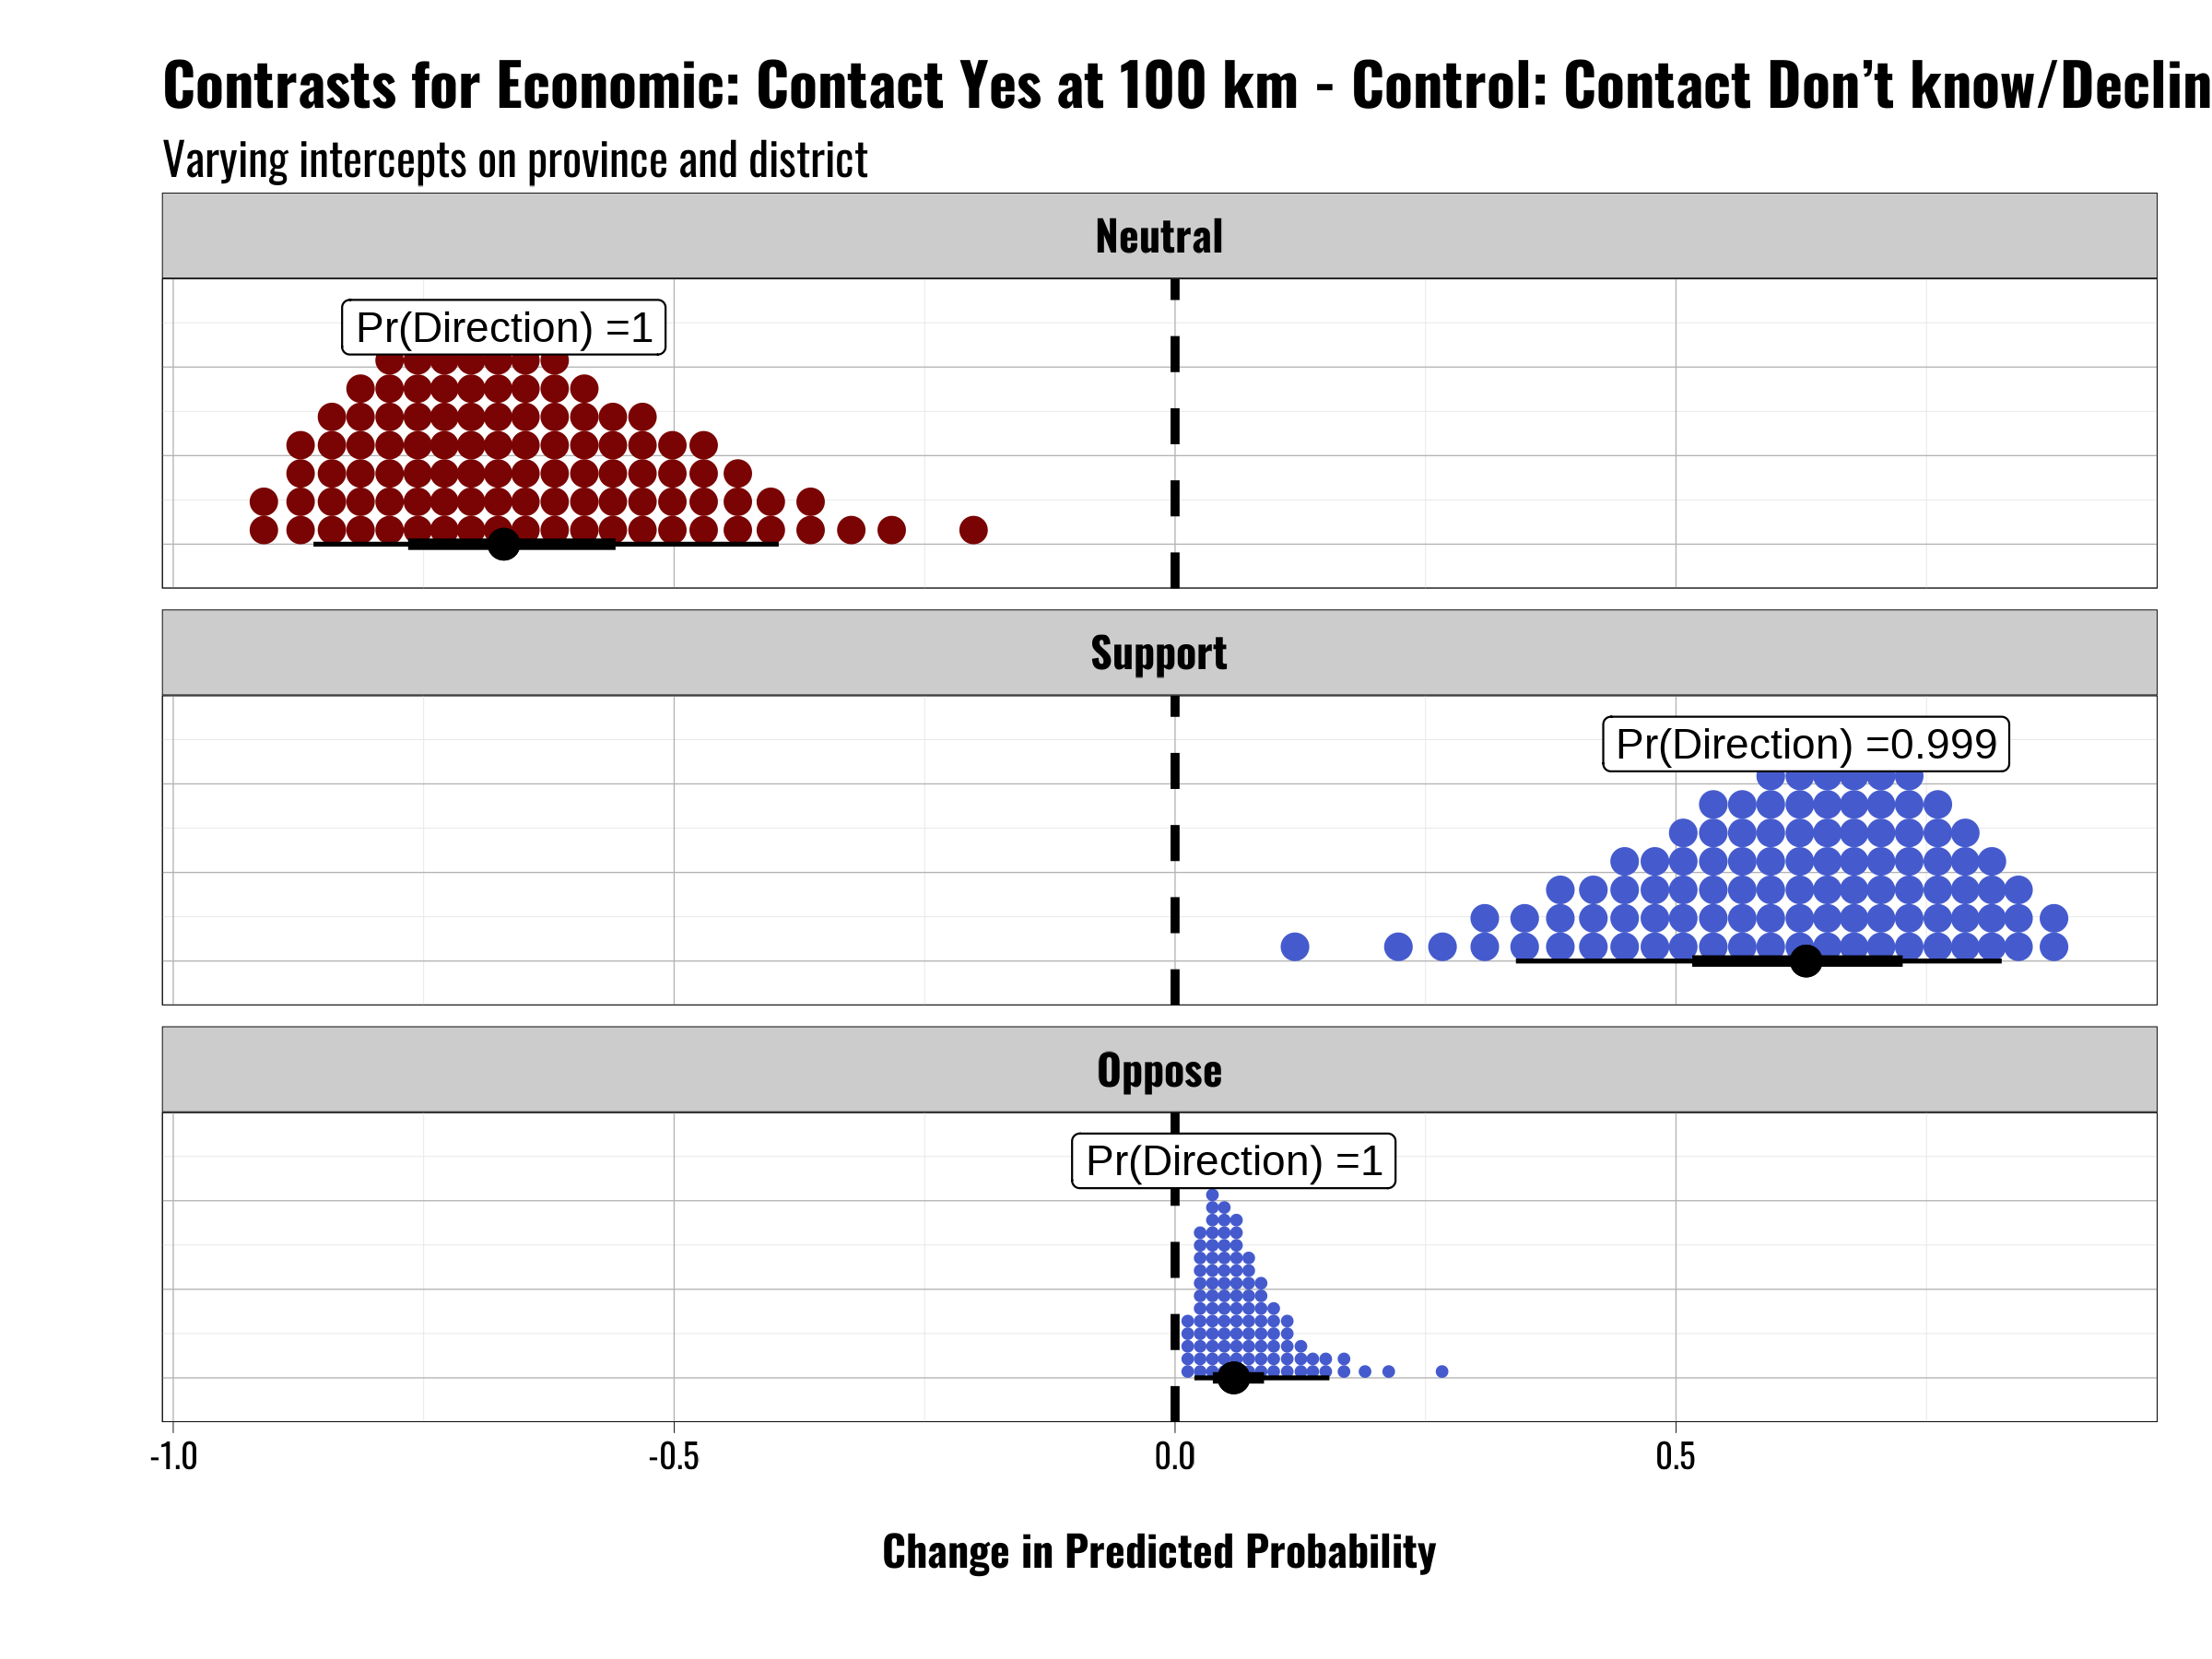 Contrasts for Economic: Contact Yes at 100 km - Control: Contact Don’t know/Declin
Varying intercepts on province and district
Neutral
Pr(Direction) =1
Support
Pr(Direction) =0.999
Oppose
Pr(Direction) =1
-1.0 -0.5 0.0 0.5
Change in Predicted Probability